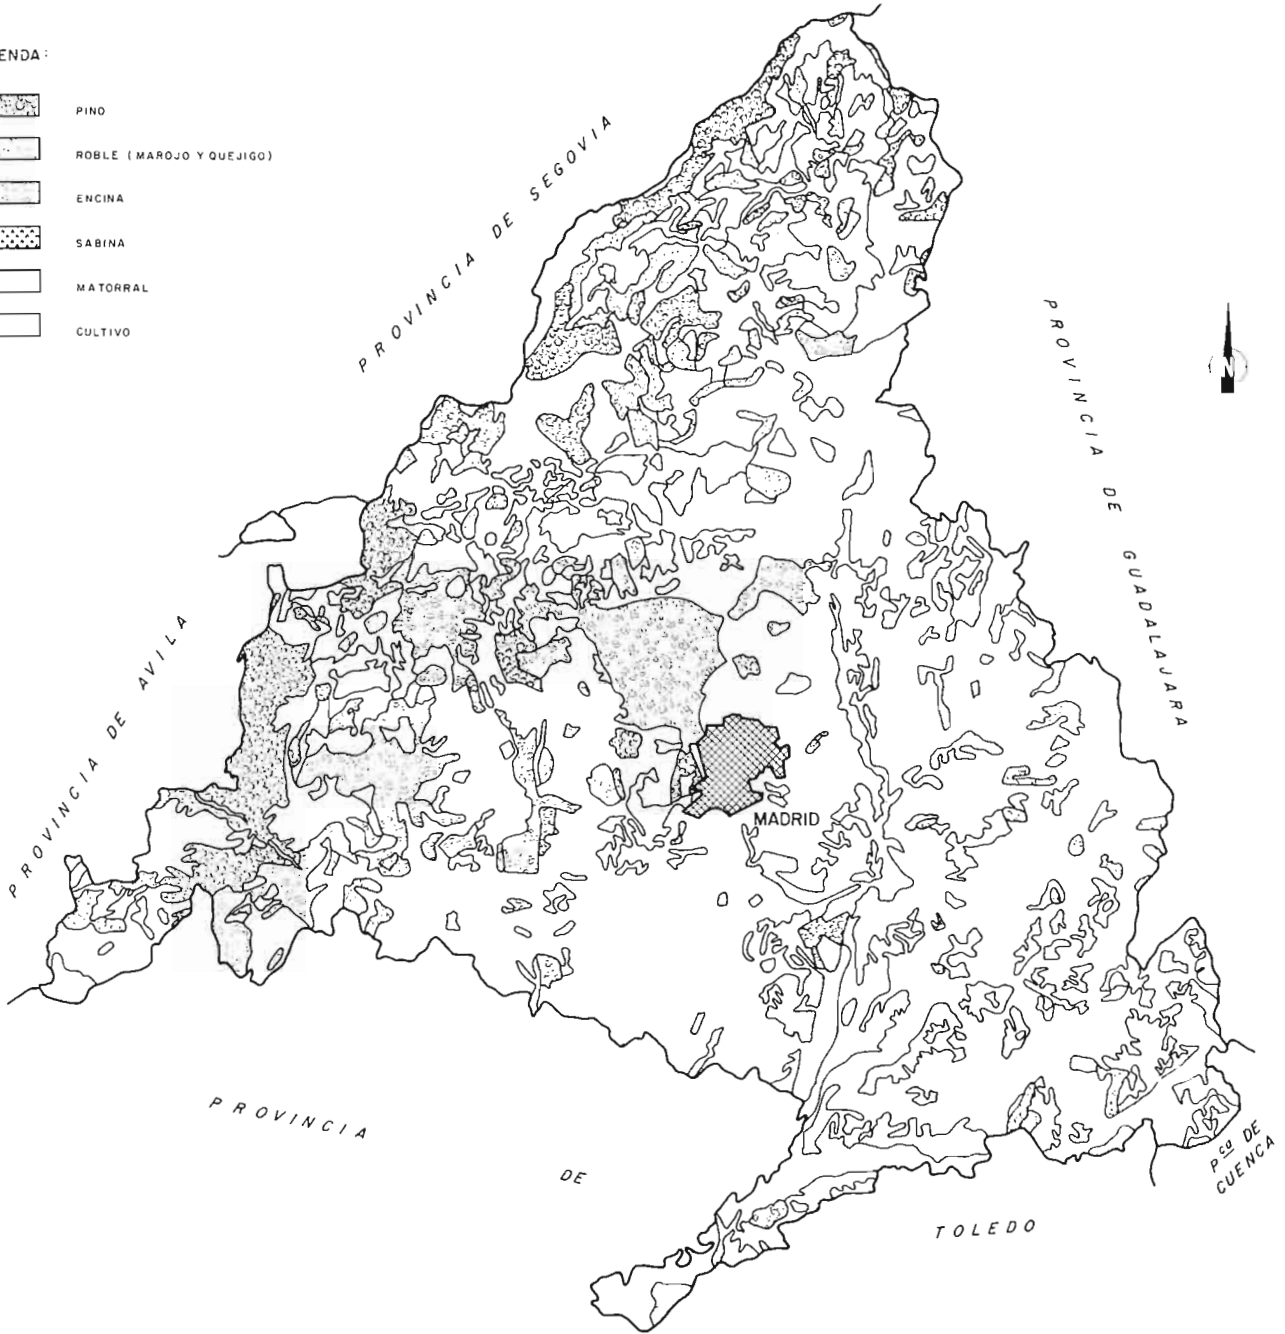 ENDA:
PINO
ROBLE (MAROJO Y QUEJIGO)
ENCINA
SABINA
MATORRAL
CULTIVO
PROVINCIA DE SEGOVIA
PROVINCIA DE GUADALAJARA
N
PROVINCIA DE AVILA
MADRID
PROVINCIA DE TOLEDO
Pcª DE
CUENCA